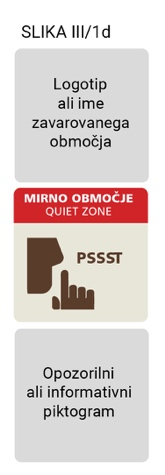 SLIKA III/1d
Logotip
ali ime
zavarovanega
območja
MIRNO OBMOČJE
QUIET ZONE
PSSST
Opozorilni
ali informativni
piktogram